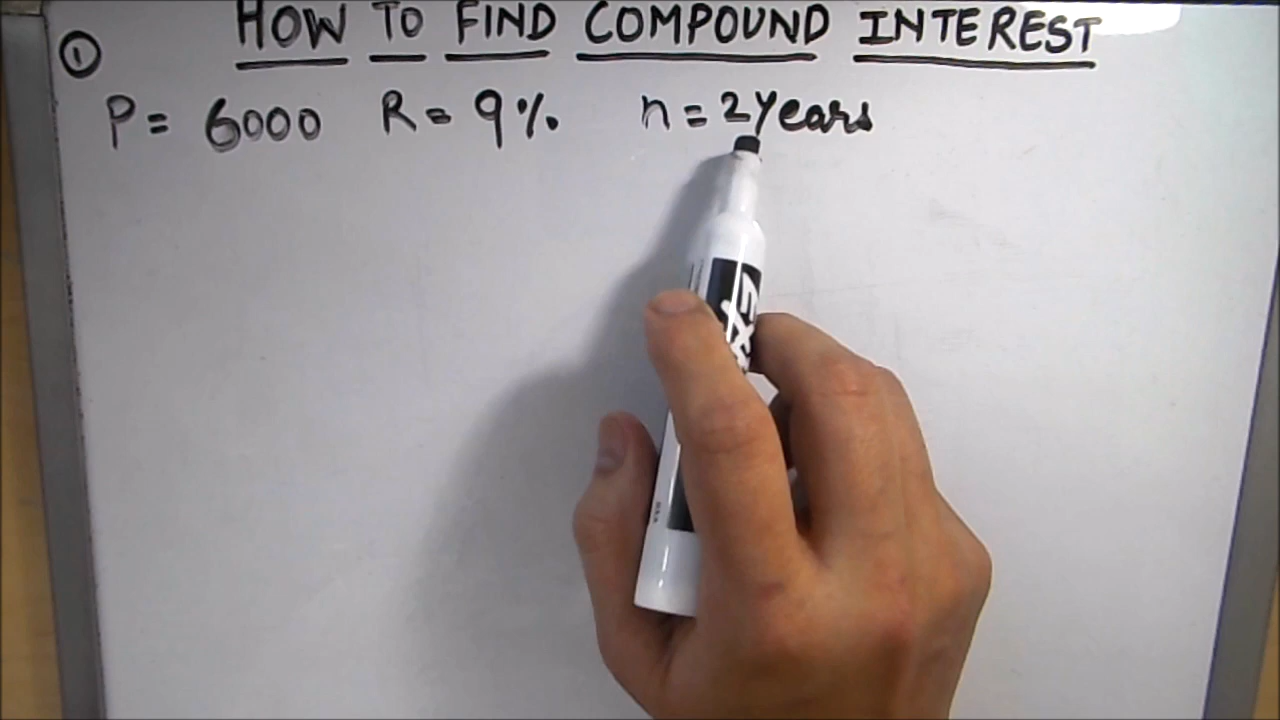 HOW TO FIND COMPOUND INTEREST
① P = 6000 R = 9% n = 2 Years